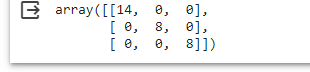 array([[14,  0,  0],
       [ 0,  8,  0],
       [ 0,  0,  8]])